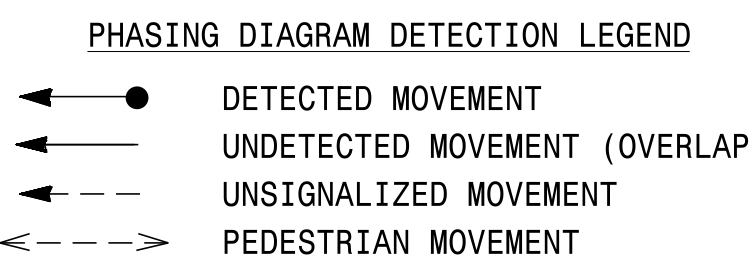 PHASING DIAGRAM DETECTION LEGEND
DETECTED MOVEMENT
UNDETECTED MOVEMENT (OVERLAP
UNSIGNALIZED MOVEMENT
PEDESTRIAN MOVEMENT